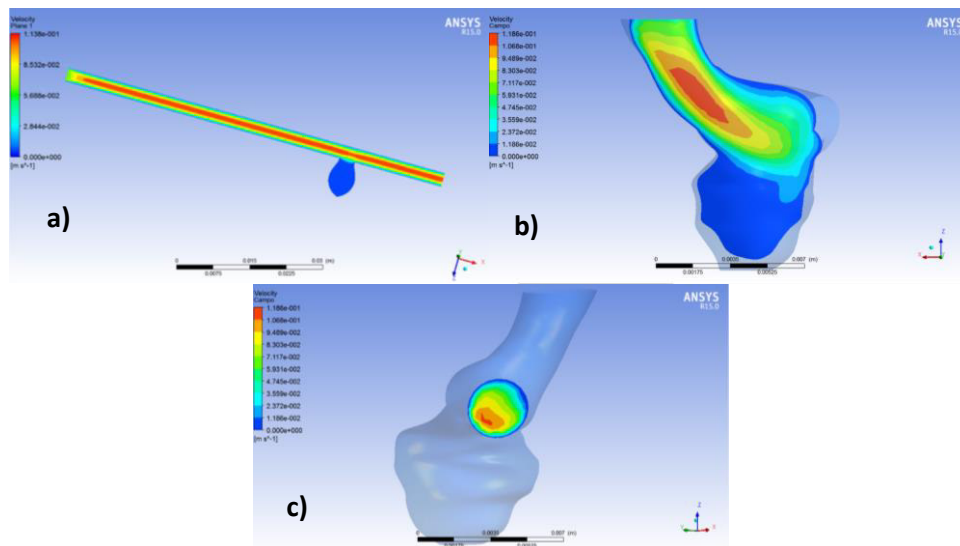 Velocity
Plane 1
1.138e-001
8.532e-002
5.688e-002
2.844e-002
0.000e+000
[m s^-1]
ANSYS
R15.0
a)
0 0.015 0.03 (m)
0.0075 0.0225
X
Velocity
Campo
1.186e-001
1.068e-001
9.489e-002
8.303e-002
7.117e-002
5.931e-002
4.745e-002
3.559e-002
2.372e-002
1.186e-002
0.000e+000
[m s^-1]
ANSYS
R15.0
b)
0 0.0035 0.007 (m)
0.00175 0.00525
Z
X
Velocity
Campo
1.186e-001
1.068e-001
9.489e-002
8.303e-002
7.117e-002
5.931e-002
4.745e-002
3.559e-002
2.372e-002
1.186e-002
0.000e+000
[m s^-1]
ANSYS
R15.0
c)
0 0.0035 0.007 (m)
Z